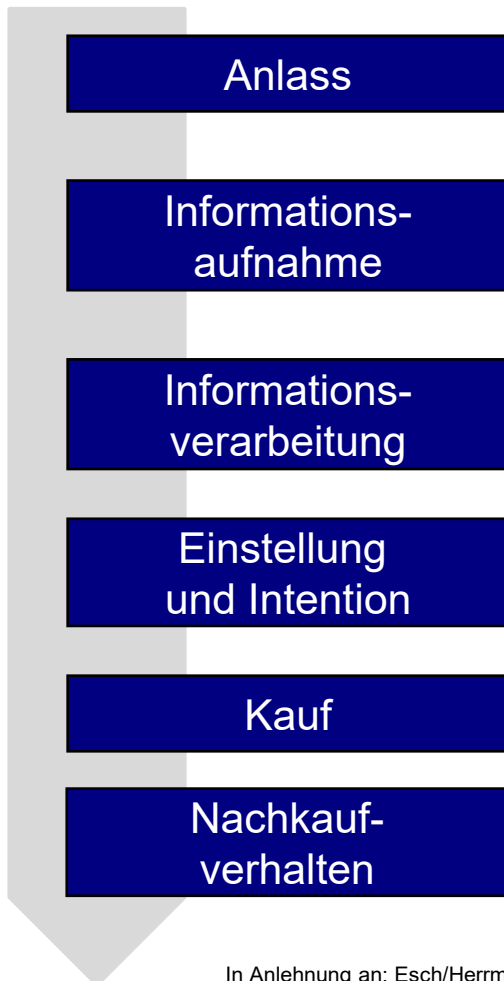 Anlass
Informations-
aufnahme
Informations-
verarbeitung
Einstellung
und Intention
Kauf
Nachkauf-
verhalten
In Anlehnung an: Esch/Herrm